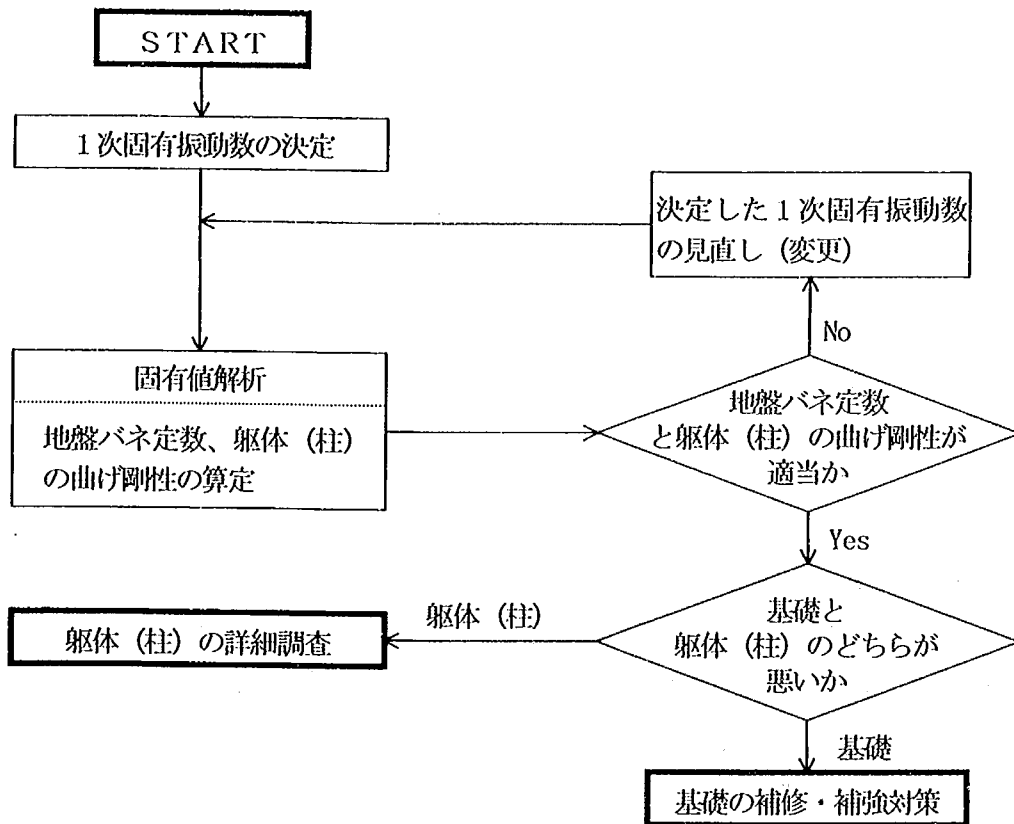 START
1次固有振動数の決定
決定した1次固有振動数
の見直し（変更）
No
固有値解析
地盤バネ定数、躯体（柱）
の曲げ剛性の算定
地盤バネ定数
と躯体（柱）の曲げ剛性が
適当か
Yes
基礎と
躯体（柱）のどちらが
悪いか
躯体（柱）
躯体（柱）の詳細調査
基礎
基礎の補修・補強対策